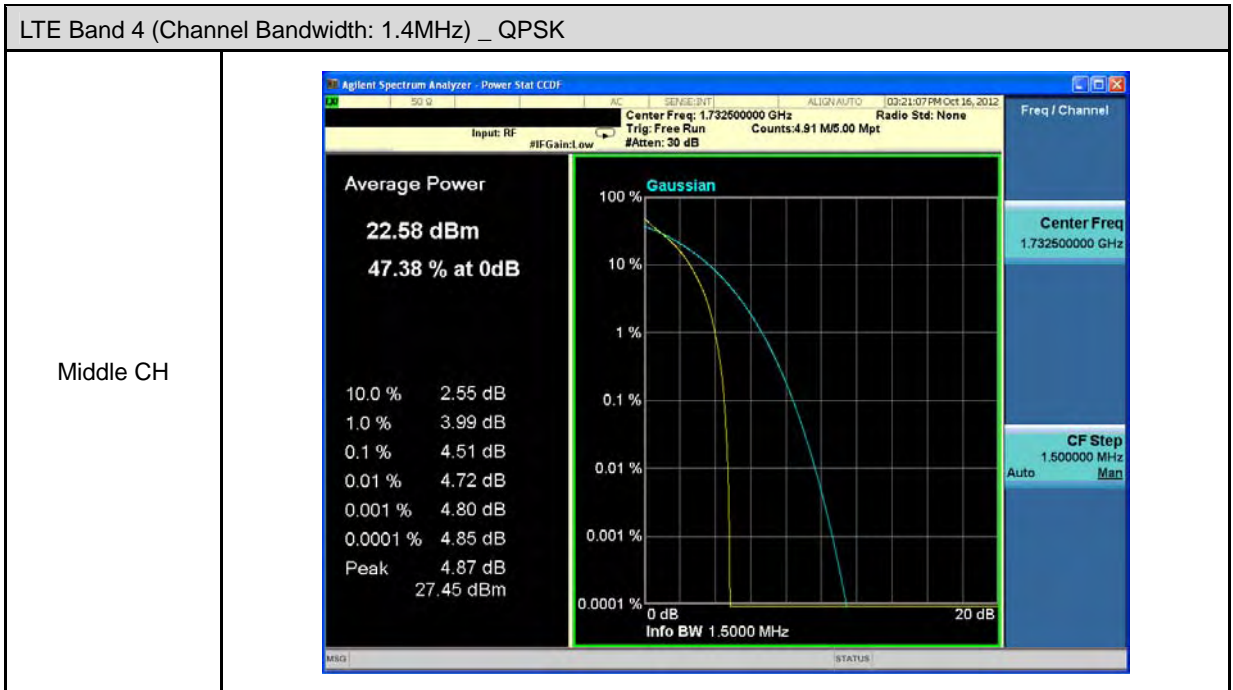 LTE Band 4 (Channel Bandwidth: 1.4MHz) _ QPSK
Middle CH
Agilent Spectrum Analyzer - Power Stat CCDF
50 Ω AC SENSE:INT ALIGN AUTO 03:21:07 PM Oct 16, 2012
Center Freq: 1.732500000 GHz Radio Std: None
Input: RF Trig: Free Run Counts:4.91 M/5.00 Mpt
#IFGain:Low #Atten: 30 dB
Freq / Channel
Center Freq
1.732500000 GHz
CF Step
1.500000 MHz
Auto Man
Average Power
22.58 dBm
47.38 % at 0dB
10.0 % 2.55 dB
1.0 % 3.99 dB
0.1 % 4.51 dB
0.01 % 4.72 dB
0.001 % 4.80 dB
0.0001 % 4.85 dB
Peak 4.87 dB
27.45 dBm
Gaussian
100 %
10 %
1 %
0.1 %
0.01 %
0.001 %
0.0001 %
0 dB 20 dB
Info BW 1.5000 MHz
MSG STATUS